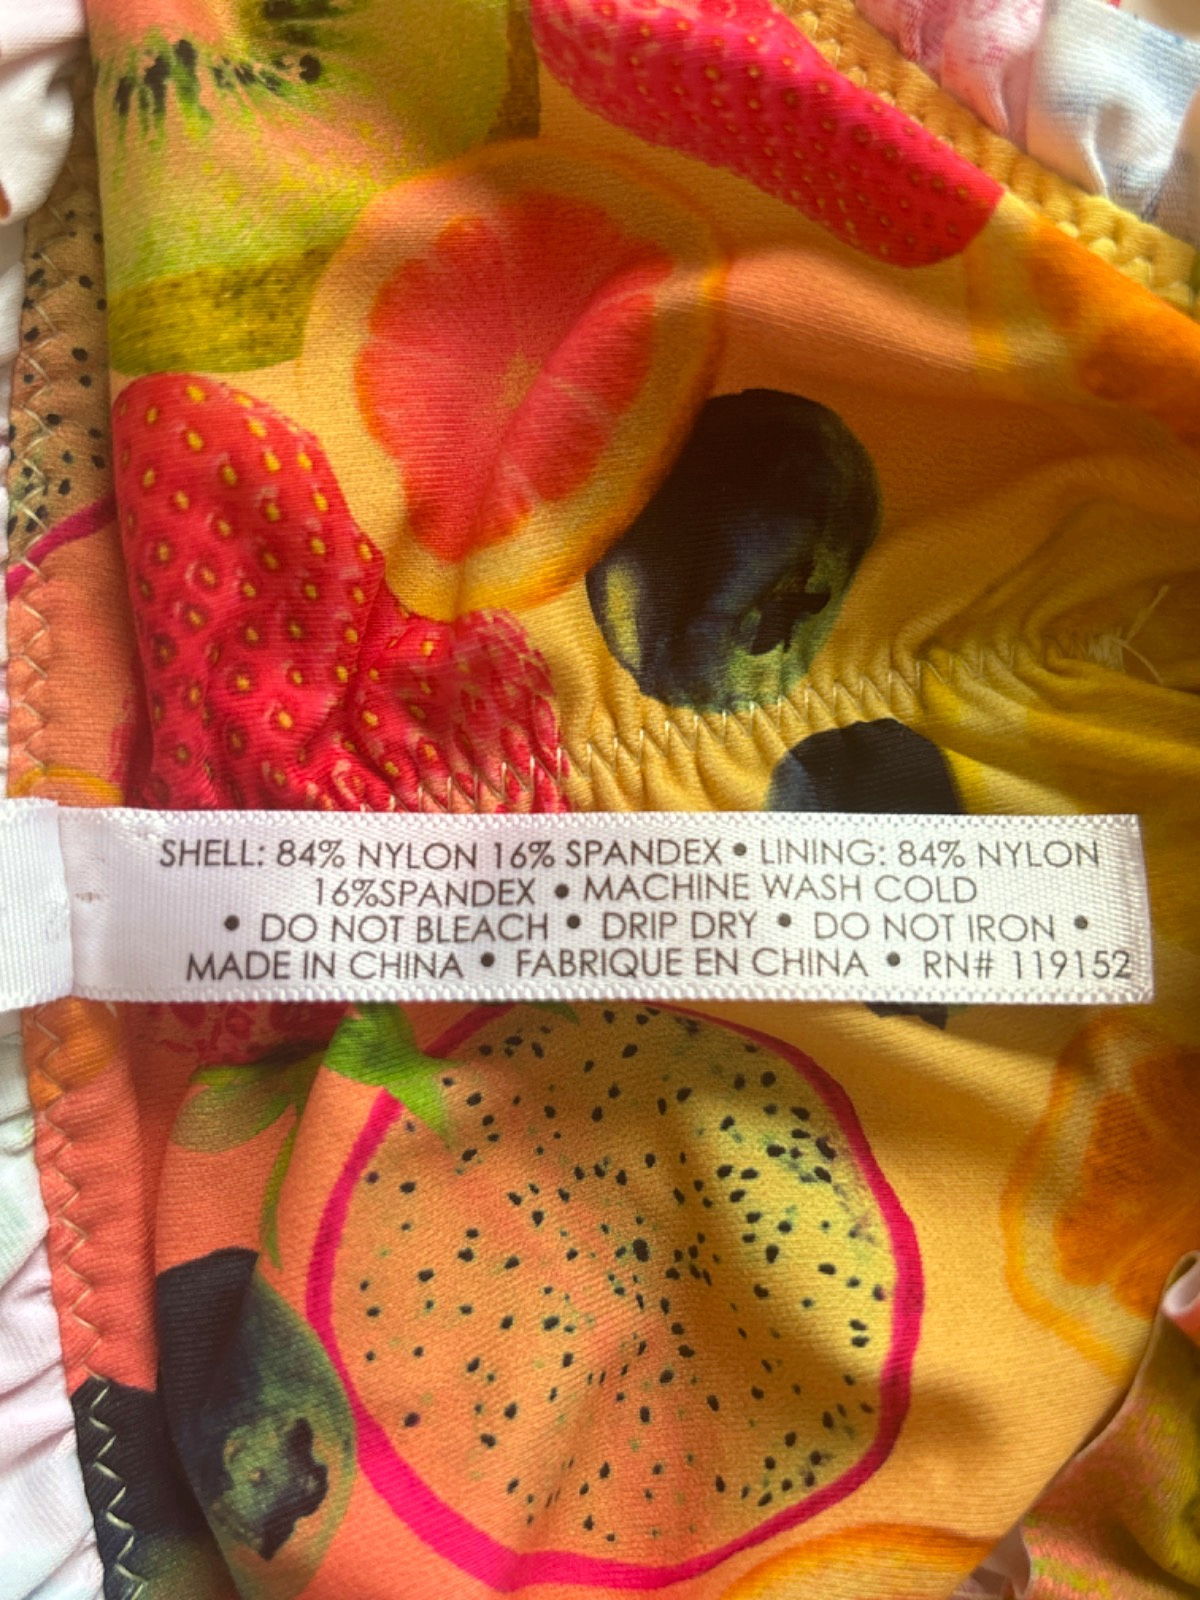 SHELL: 84% NYLON 16% SPANDEX • LINING: 84% NYLON
16%SPANDEX • MACHINE WASH COLD
• DO NOT BLEACH • DRIP DRY • DO NOT IRON •
MADE IN CHINA • FABRIQUE EN CHINA • RN# 119152